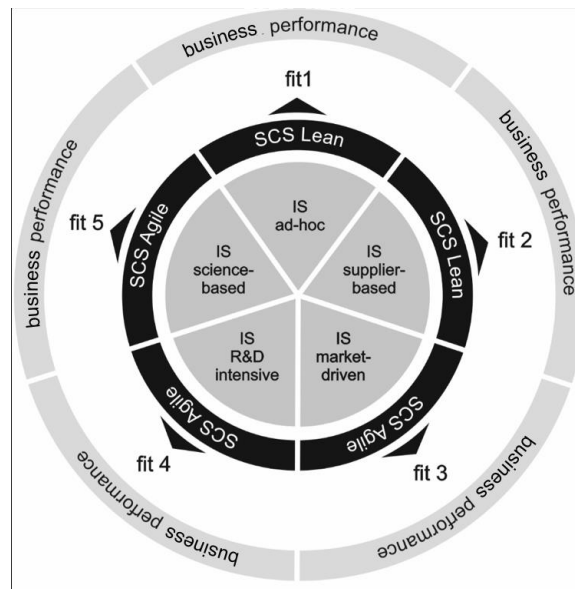 business performance
fit1
SCS Lean
IS
ad-hoc
business performance
fit 2
SCS Lean
IS
supplier-
based
business performance
fit 3
SCS Agile
IS
market-
driven
business performance
fit 4
SCS Agile
IS
R&D
intensive
business performance
fit 5
SCS Agile
IS
science-
based